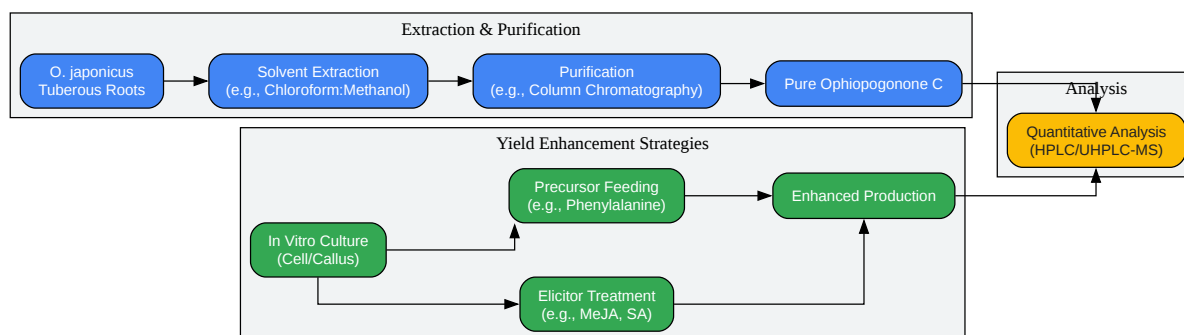 Extraction & Purification
O. japonicus
Tuberous Roots
Solvent Extraction
(e.g., Chloroform:Methanol)
Purification
(e.g., Column Chromatography)
Pure Ophiopogonone C
Analysis
Quantitative Analysis
(HPLC/UHPLC-MS)
Yield Enhancement Strategies
In Vitro Culture
(Cell/Callus)
Precursor Feeding
(e.g., Phenylalanine)
Elicitor Treatment
(e.g., MeJA, SA)
Enhanced Production